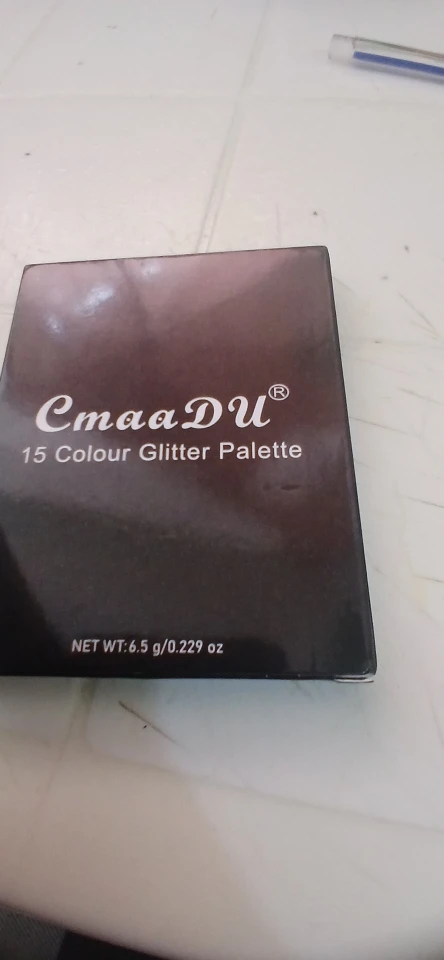 CmaaDU®
15 Colour Glitter Palette
NET WT:6.5 g/0.229 oz